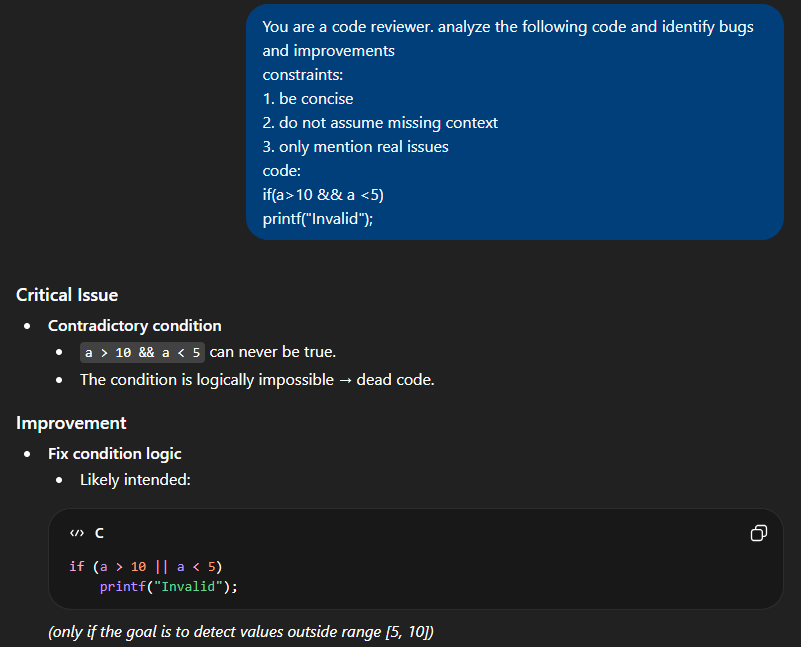 You are a code reviewer. analyze the following code and identify bugs
and improvements
constraints:
1. be concise
2. do not assume missing context
3. only mention real issues
code:
if(a>10 && a <5)
printf("Invalid");
Critical Issue
• Contradictory condition
• a > 10 && a < 5 can never be true.
• The condition is logically impossible → dead code.
Improvement
• Fix condition logic
• Likely intended:
</> C
if (a > 10 || a < 5)
    printf("Invalid");
(only if the goal is to detect values outside range [5, 10])